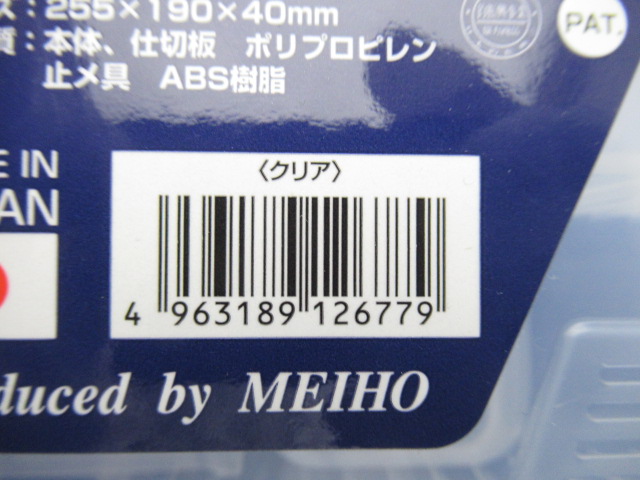 ズ：255×190×40mm
質：本体、仕切板　ポリプロピレン
止メ具　ABS樹脂
PAT.
E IN
AN
〈クリア〉
4 963189 126779
duced by MEIHO